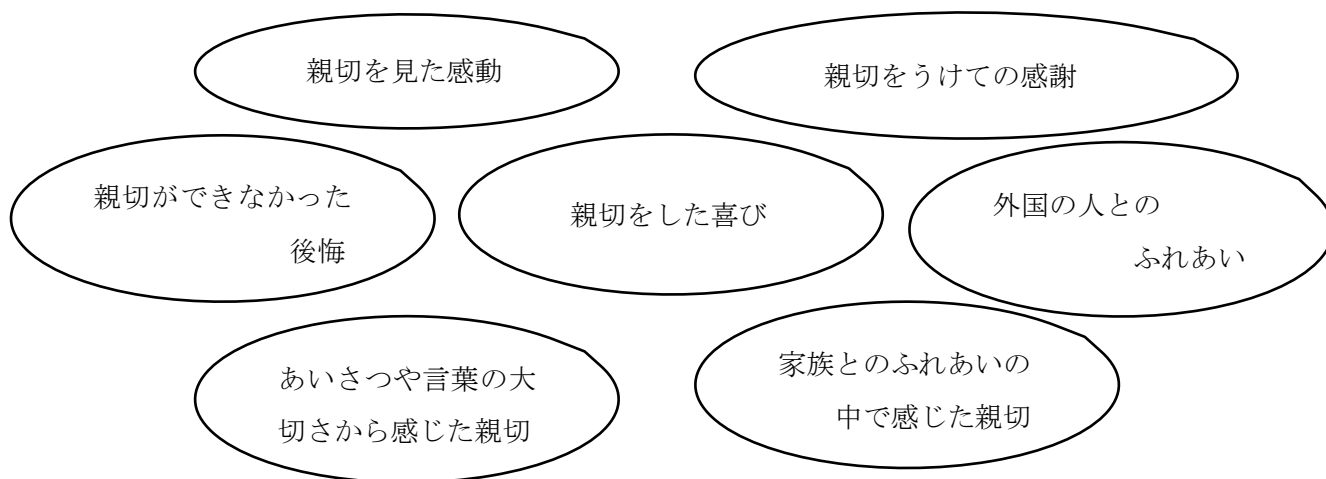 親切を見た感動
親切をうけての感謝
親切ができなかった
後悔
親切をした喜び
外国の人との
ふれあい
あいさつや言葉の大
切さから感じた親切
家族とのふれあいの
中で感じた親切